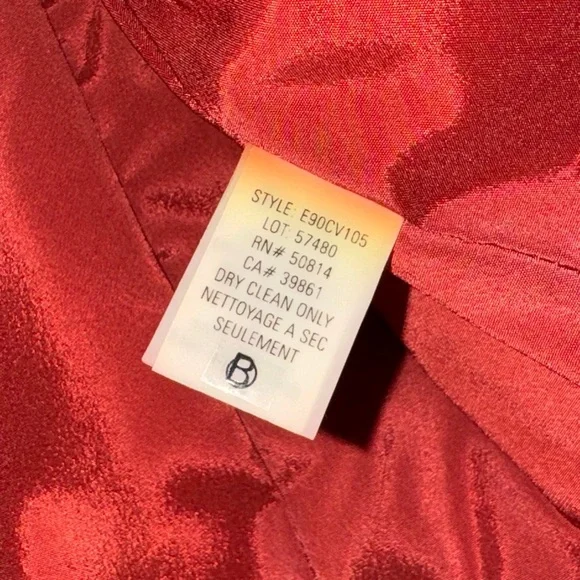 STYLE: E90CV105
LOT: 57480
RN# 50814
CA# 39861
DRY CLEAN ONLY
NETTOYAGE A SEC
SEULEMENT
B